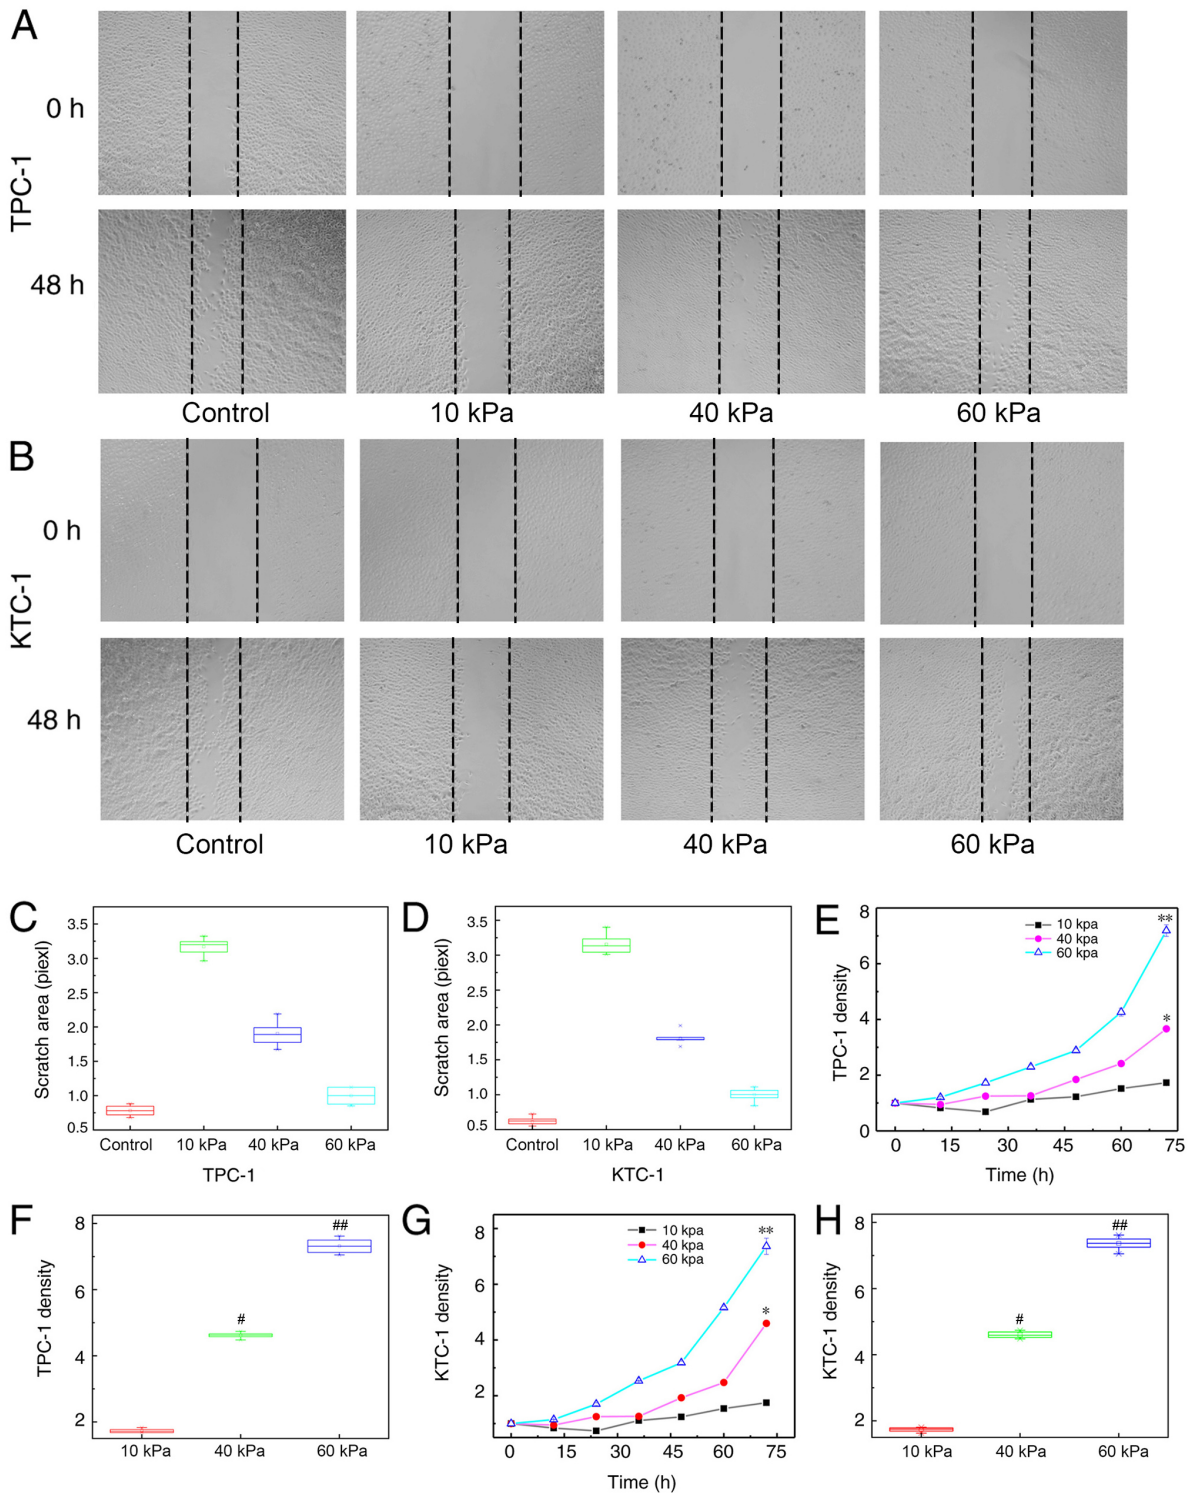 A
0 h
TPC-1
48 h
Control 10 kPa 40 kPa 60 kPa
B
0 h
KTC-1
48 h
Control 10 kPa 40 kPa 60 kPa
C
Scratch area (piexl)
3.5
3.0
2.5
2.0
1.5
1.0
0.5
Control 10 kPa 40 kPa 60 kPa
TPC-1
D
Scratch area (piexl)
3.5
3.0
2.5
2.0
1.5
1.0
0.5
Control 10 kPa 40 kPa 60 kPa
KTC-1
E
TPC-1 density
8
6
4
2
0
10 kpa
40 kpa
60 kpa
**
*
0 15 30 45 60 75
Time (h)
F
TPC-1 density
8
6
4
2
#
##
10 kPa 40 kPa 60 kPa
G
KTC-1 density
8
6
4
2
10 kpa
40 kpa
60 kpa
**
*
0 15 30 45 60 75
Time (h)
H
KTC-1 density
8
6
4
2
#
##
10 kPa 40 kPa 60 kPa